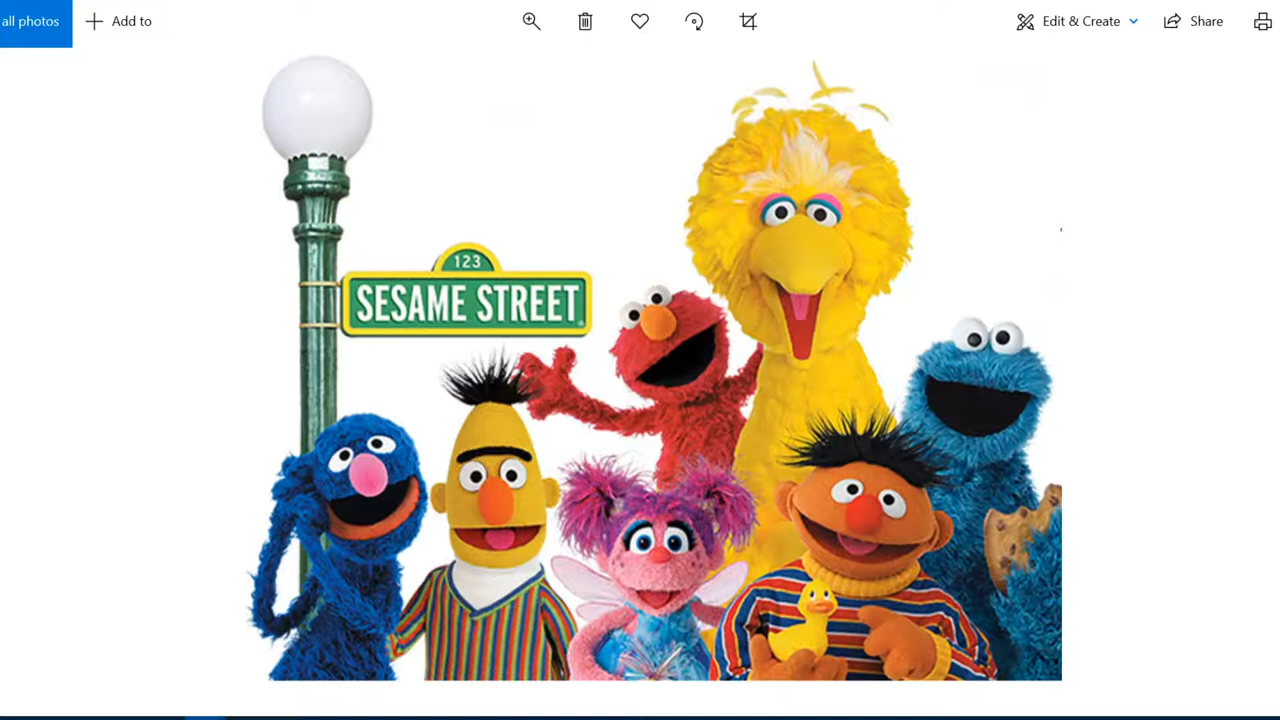 all photos
Add to
Edit & Create
Share
123
SESAME STREET